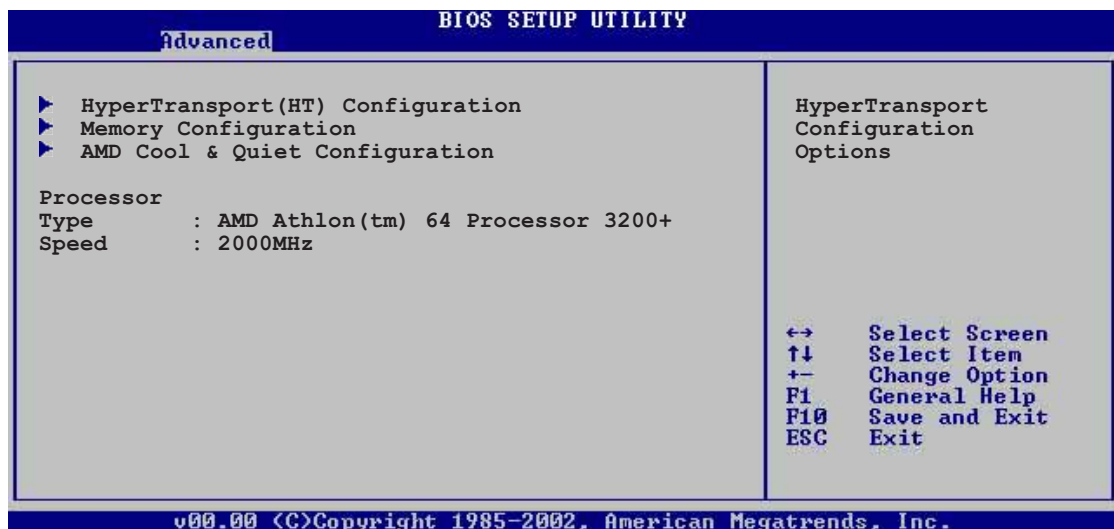 BIOS SETUP UTILITY
Advanced
HyperTransport(HT) Configuration
Memory Configuration
AMD Cool & Quiet Configuration
Processor
Type : AMD Athlon(tm) 64 Processor 3200+
Speed : 2000MHz
HyperTransport
Configuration
Options
←→ Select Screen
↑↓ Select Item
+- Change Option
F1 General Help
F10 Save and Exit
ESC Exit
v00.00 (C)Copyright 1985-2002, American Megatrends, Inc.